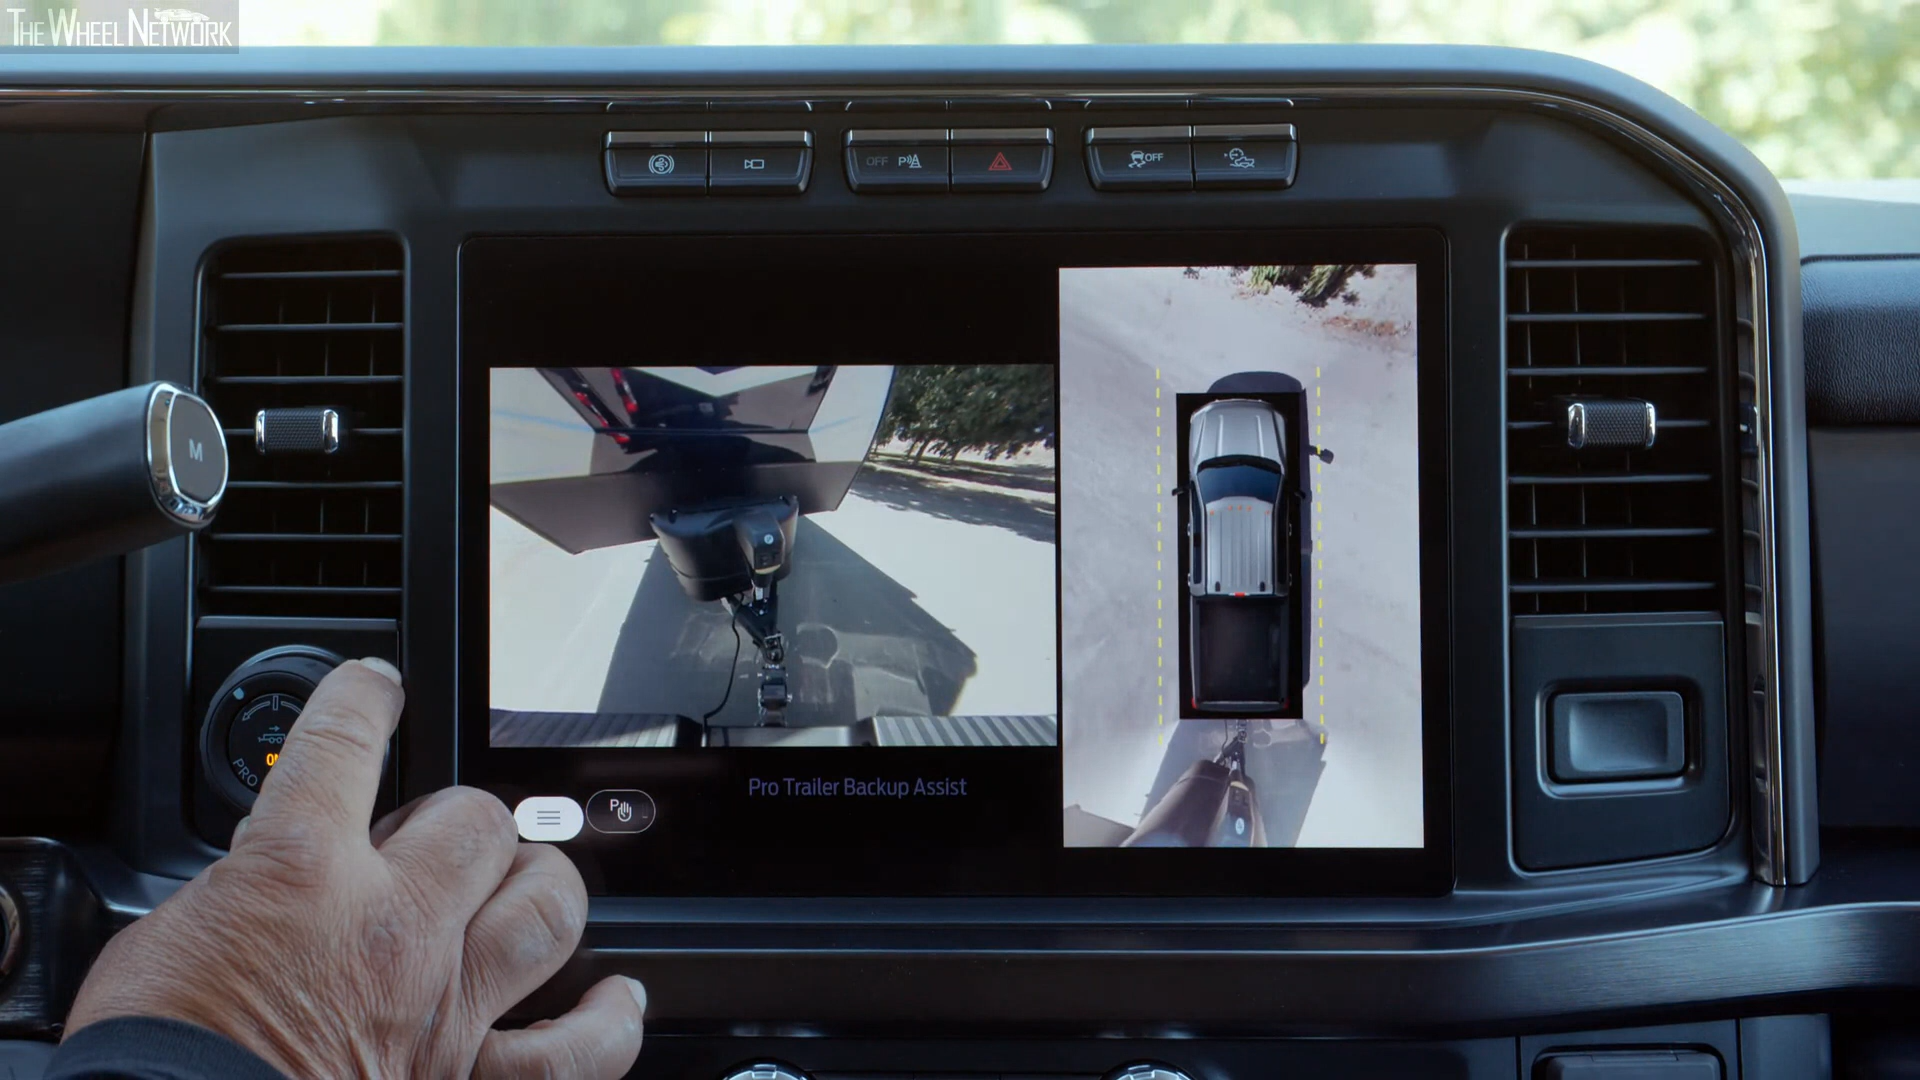 THE WHEEL NETWORK
OFF P
OFF
M
PRO
P
Pro Trailer Backup Assist